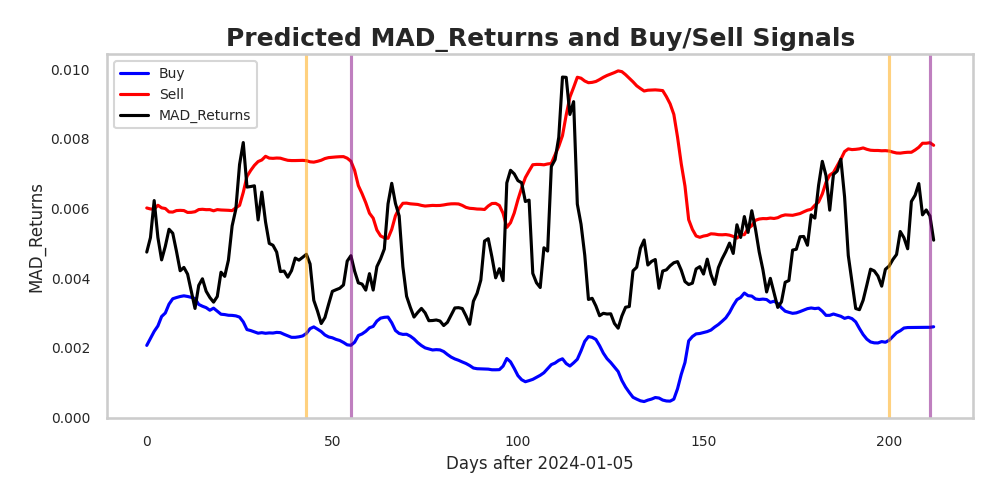 Predicted MAD_Returns and Buy/Sell Signals
Buy
Sell
MAD_Returns
MAD_Returns
0.010
0.008
0.006
0.004
0.002
0.000
0 50 100 150 200
Days after 2024-01-05